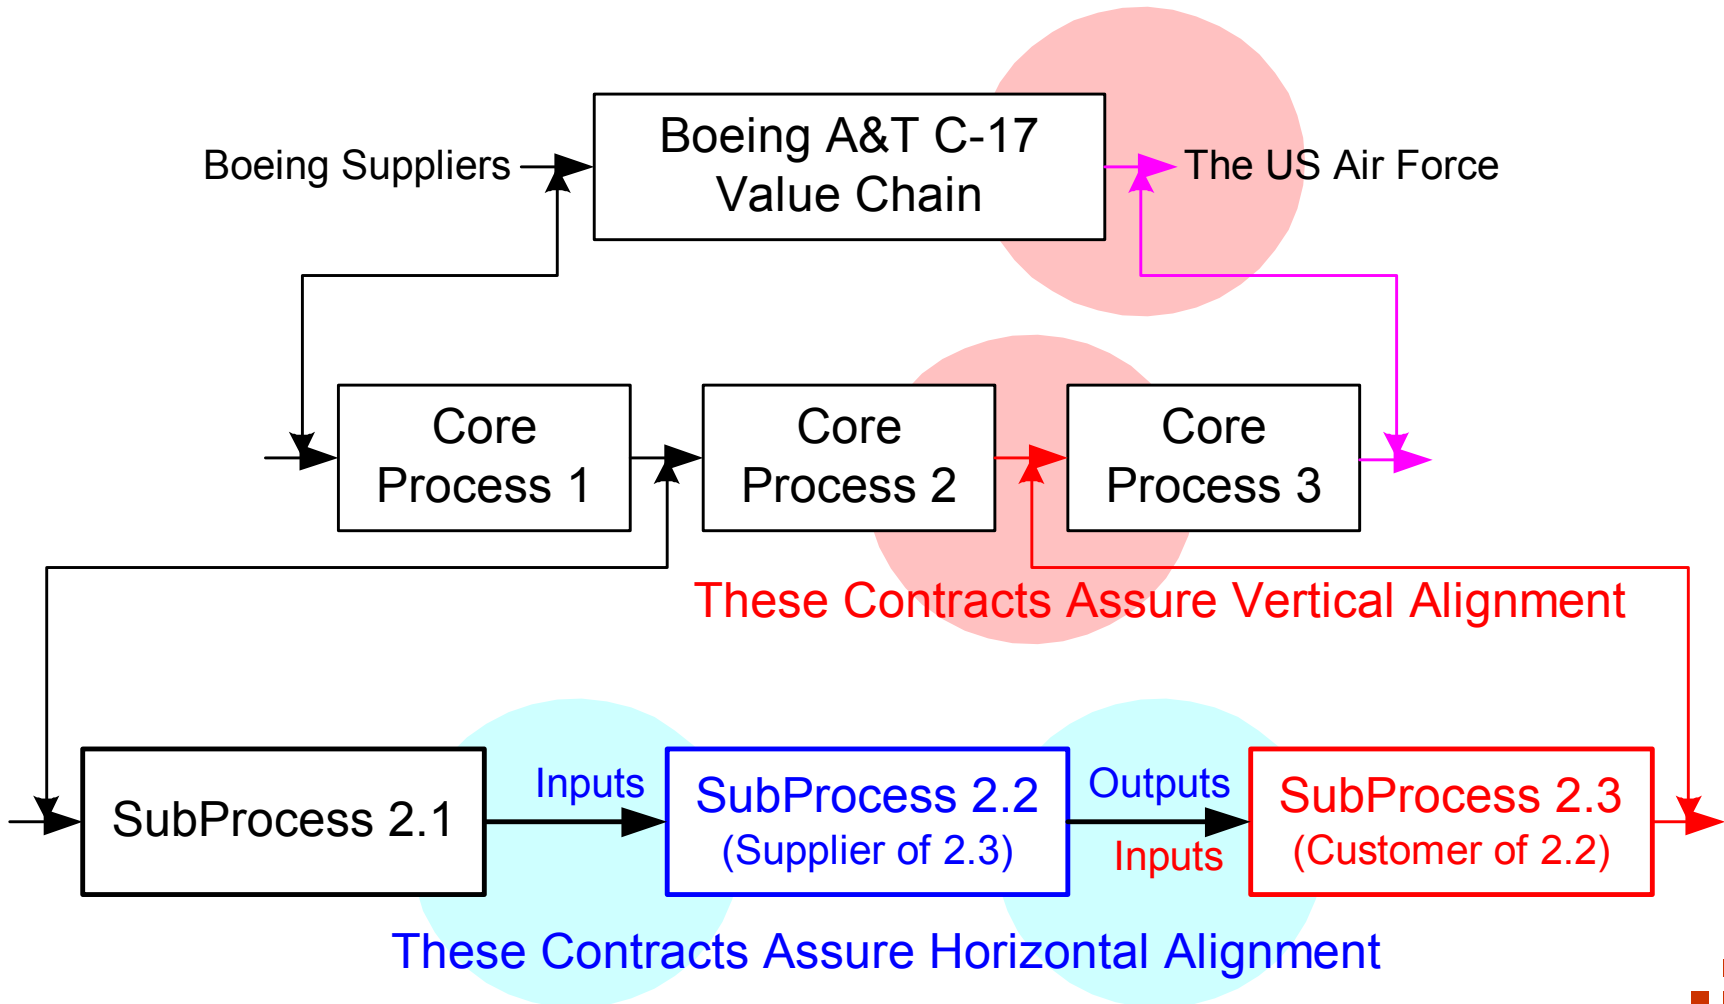 Boeing Suppliers
Boeing A&T C-17
Value Chain
The US Air Force
Core
Process 1
Core
Process 2
Core
Process 3
These Contracts Assure Vertical Alignment
SubProcess 2.1
Inputs
SubProcess 2.2
(Supplier of 2.3)
Outputs
Inputs
SubProcess 2.3
(Customer of 2.2)
These Contracts Assure Horizontal Alignment